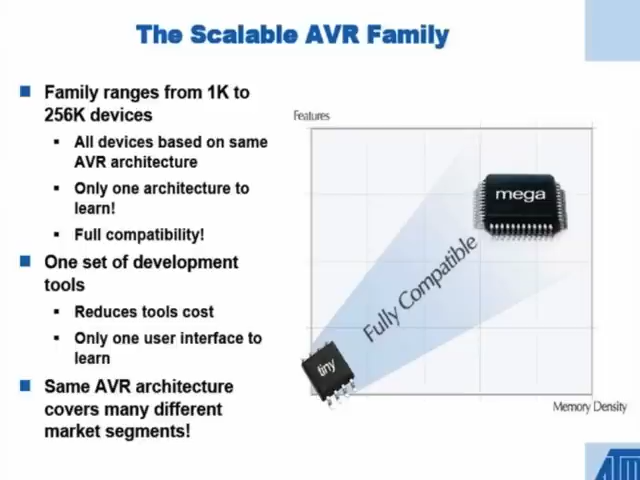 The Scalable AVR Family
Family ranges from 1K to
256K devices
All devices based on same
AVR architecture
Only one architecture to
learn!
Full compatibility!
One set of development
tools
Reduces tools cost
Only one user interface to
learn
Same AVR architecture
covers many different
market segments!
Features
mega
Fully Compatible
tiny
Memory Density